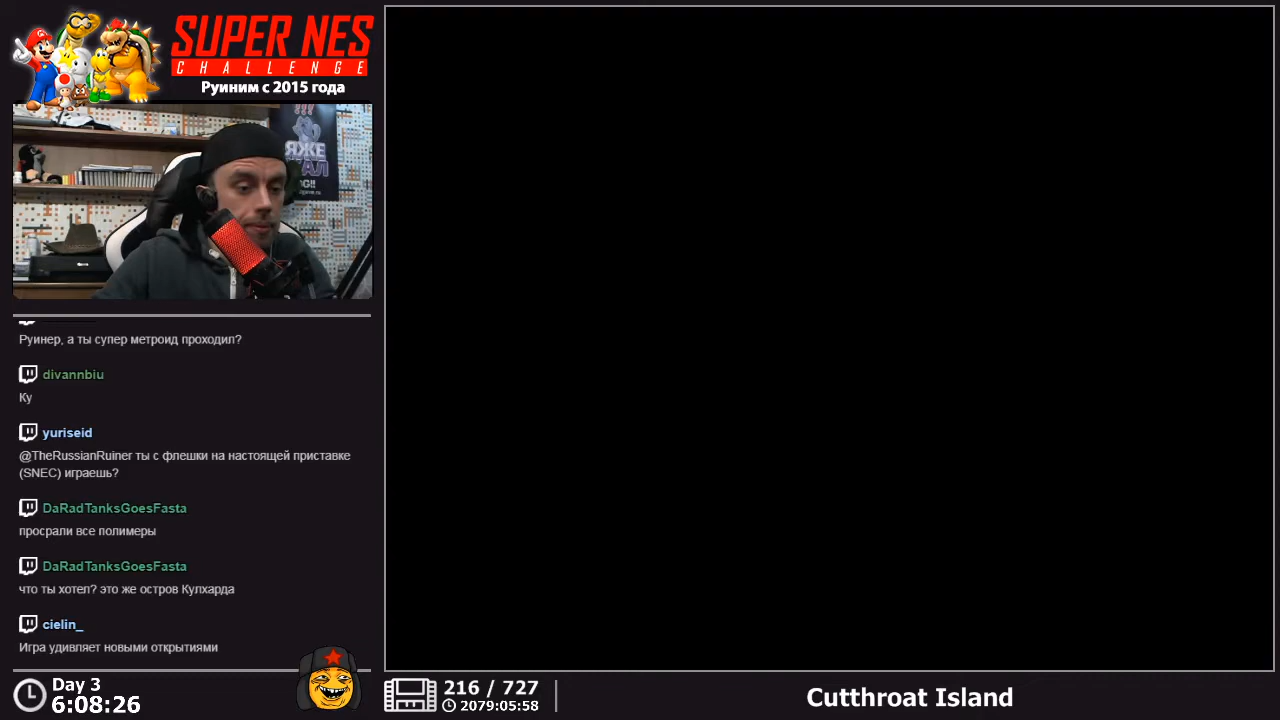 SUPER NES
CHALLENGE
Руиним с 2015 года
ЯЖЕ
Руинер, а ты супер метроид проходил?
divannbiu
Ку
yuriseid
@TheRussianRuiner ты с флешки на настоящей приставке
(SNEC) играешь?
DaRadTanksGoesFasta
просрали все полимеры
DaRadTanksGoesFasta
что ты хотел? это же остров Кулхарда
cielin_
Игра удивляет новыми открытиями
Day 3
6:08:26
216 / 727
2079:05:58
Cutthroat Island